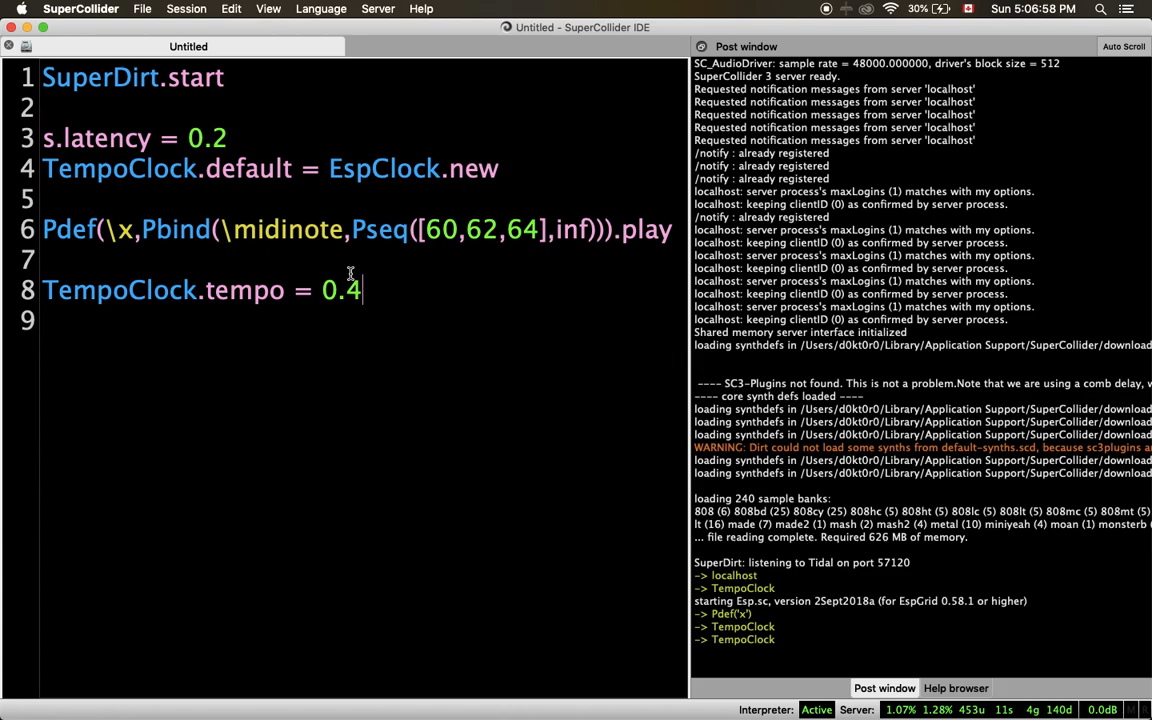 SuperCollider File Session Edit View Language Server Help 30% Sun 5:06:58 PM
Untitled - SuperCollider IDE
Untitled
1 SuperDirt.start
2
3 s.latency = 0.2
4 TempoClock.default = EspClock.new
5
6 Pdef(\x,Pbind(\midinote,Pseq([60,62,64],inf))).play
7
8 TempoClock.tempo = 0.4
9
Post window Auto Scroll
SC_AudioDriver: sample rate = 48000.000000, driver's block size = 512
SuperCollider 3 server ready.
Requested notification messages from server 'localhost'
Requested notification messages from server 'localhost'
Requested notification messages from server 'localhost'
Requested notification messages from server 'localhost'
Requested notification messages from server 'localhost'
/notify : already registered
/notify : already registered
/notify : already registered
localhost: server process's maxLogins (1) matches with my options.
localhost: keeping clientID (0) as confirmed by server process.
/notify : already registered
localhost: server process's maxLogins (1) matches with my options.
localhost: keeping clientID (0) as confirmed by server process.
localhost: server process's maxLogins (1) matches with my options.
localhost: keeping clientID (0) as confirmed by server process.
localhost: server process's maxLogins (1) matches with my options.
localhost: keeping clientID (0) as confirmed by server process.
localhost: server process's maxLogins (1) matches with my options.
localhost: keeping clientID (0) as confirmed by server process.
Shared memory server interface initialized
loading synthdefs in /Users/d0kt0r0/Library/Application Support/SuperCollider/download
---- SC3-Plugins not found. This is not a problem.Note that we are using a comb delay, w
---- core synth defs loaded ----
loading synthdefs in /Users/d0kt0r0/Library/Application Support/SuperCollider/download
loading synthdefs in /Users/d0kt0r0/Library/Application Support/SuperCollider/download
loading synthdefs in /Users/d0kt0r0/Library/Application Support/SuperCollider/download
WARNING: Dirt could not load some synths from default-synths.scd, because sc3plugins a
loading synthdefs in /Users/d0kt0r0/Library/Application Support/SuperCollider/download
loading synthdefs in /Users/d0kt0r0/Library/Application Support/SuperCollider/download
loading 240 sample banks:
808 (6) 808bd (25) 808cy (25) 808hc (5) 808ht (5) 808lc (5) 808lt (5) 808mc (5) 808mt (5)
lt (16) made (7) made2 (1) mash (2) mash2 (4) metal (10) miniyeah (4) moan (1) monsterb
... file reading complete. Required 626 MB of memory.
SuperDirt: listening to Tidal on port 57120
-> localhost
-> TempoClock
starting Esp.sc, version 2Sept2018a (for EspGrid 0.58.1 or higher)
-> Pdef('x')
-> TempoClock
-> TempoClock
Post window Help browser
Interpreter: Active Server: 1.07% 1.28% 453u 11s 4g 140d 0.0dB M R